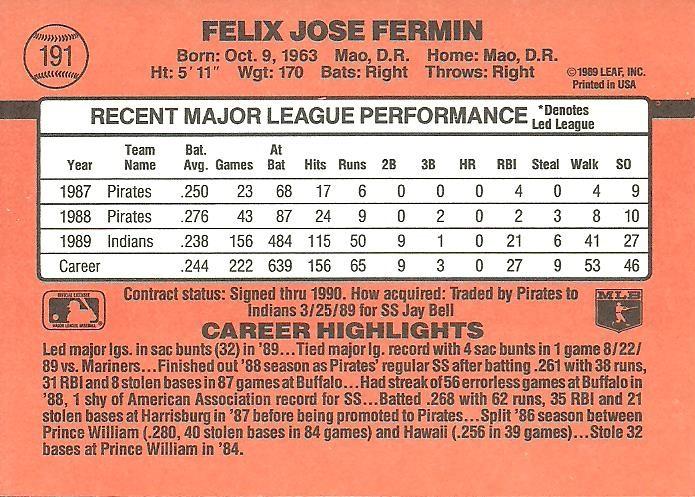 191
FELIX JOSE FERMIN
Born: Oct. 9, 1963 Mao, D.R. Home: Mao, D.R.
Ht: 5' 11" Wgt: 170 Bats: Right Throws: Right
©1989 LEAF, INC.
Printed in USA
RECENT MAJOR LEAGUE PERFORMANCE *Denotes Led League
Year Team Name Bat. Avg. Games At Bat Hits Runs 2B 3B HR RBI Steal Walk SO
1987 Pirates .250 23 68 17 6 0 0 0 4 0 4 9
1988 Pirates .276 43 87 24 9 0 2 0 2 3 8 10
1989 Indians .238 156 484 115 50 9 1 0 21 6 41 27
Career .244 222 639 156 65 9 3 0 27 9 53 46
OFFICIAL LICENSEE
MAJOR LEAGUE BASEBALL
Contract status: Signed thru 1990. How acquired: Traded by Pirates to
Indians 3/25/89 for SS Jay Bell
MLB
CAREER HIGHLIGHTS
Led major lgs. in sac bunts (32) in '89...Tied major lg. record with 4 sac bunts in 1 game 8/22/
89 vs. Mariners...Finished out '88 season as Pirates' regular SS after batting .261 with 38 runs,
31 RBI and 8 stolen bases in 87 games at Buffalo...Had streak of 56 errorless games at Buffalo in
'88, 1 shy of American Association record for SS...Batted .268 with 62 runs, 35 RBI and 21
stolen bases at Harrisburg in '87 before being promoted to Pirates...Split '86 season between
Prince William (.280, 40 stolen bases in 84 games) and Hawaii (.256 in 39 games)...Stole 32
bases at Prince William in '84.